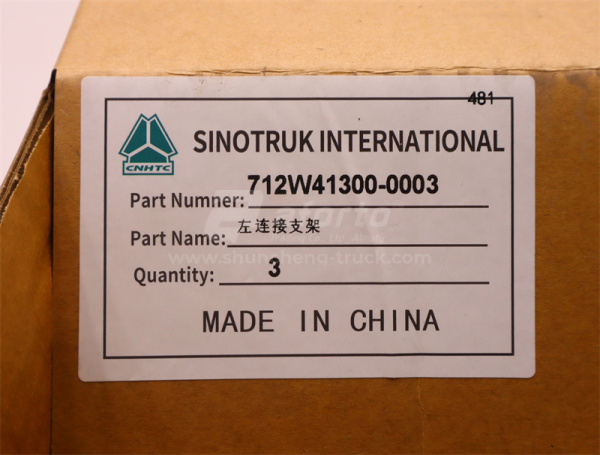 481
SINOTRUK INTERNATIONAL
CNHTC
Part Numner: 712W41300-0003
Part Name: 左连接支架
Quantity: 3
MADE IN CHINA
www.shunzheng-truck.com